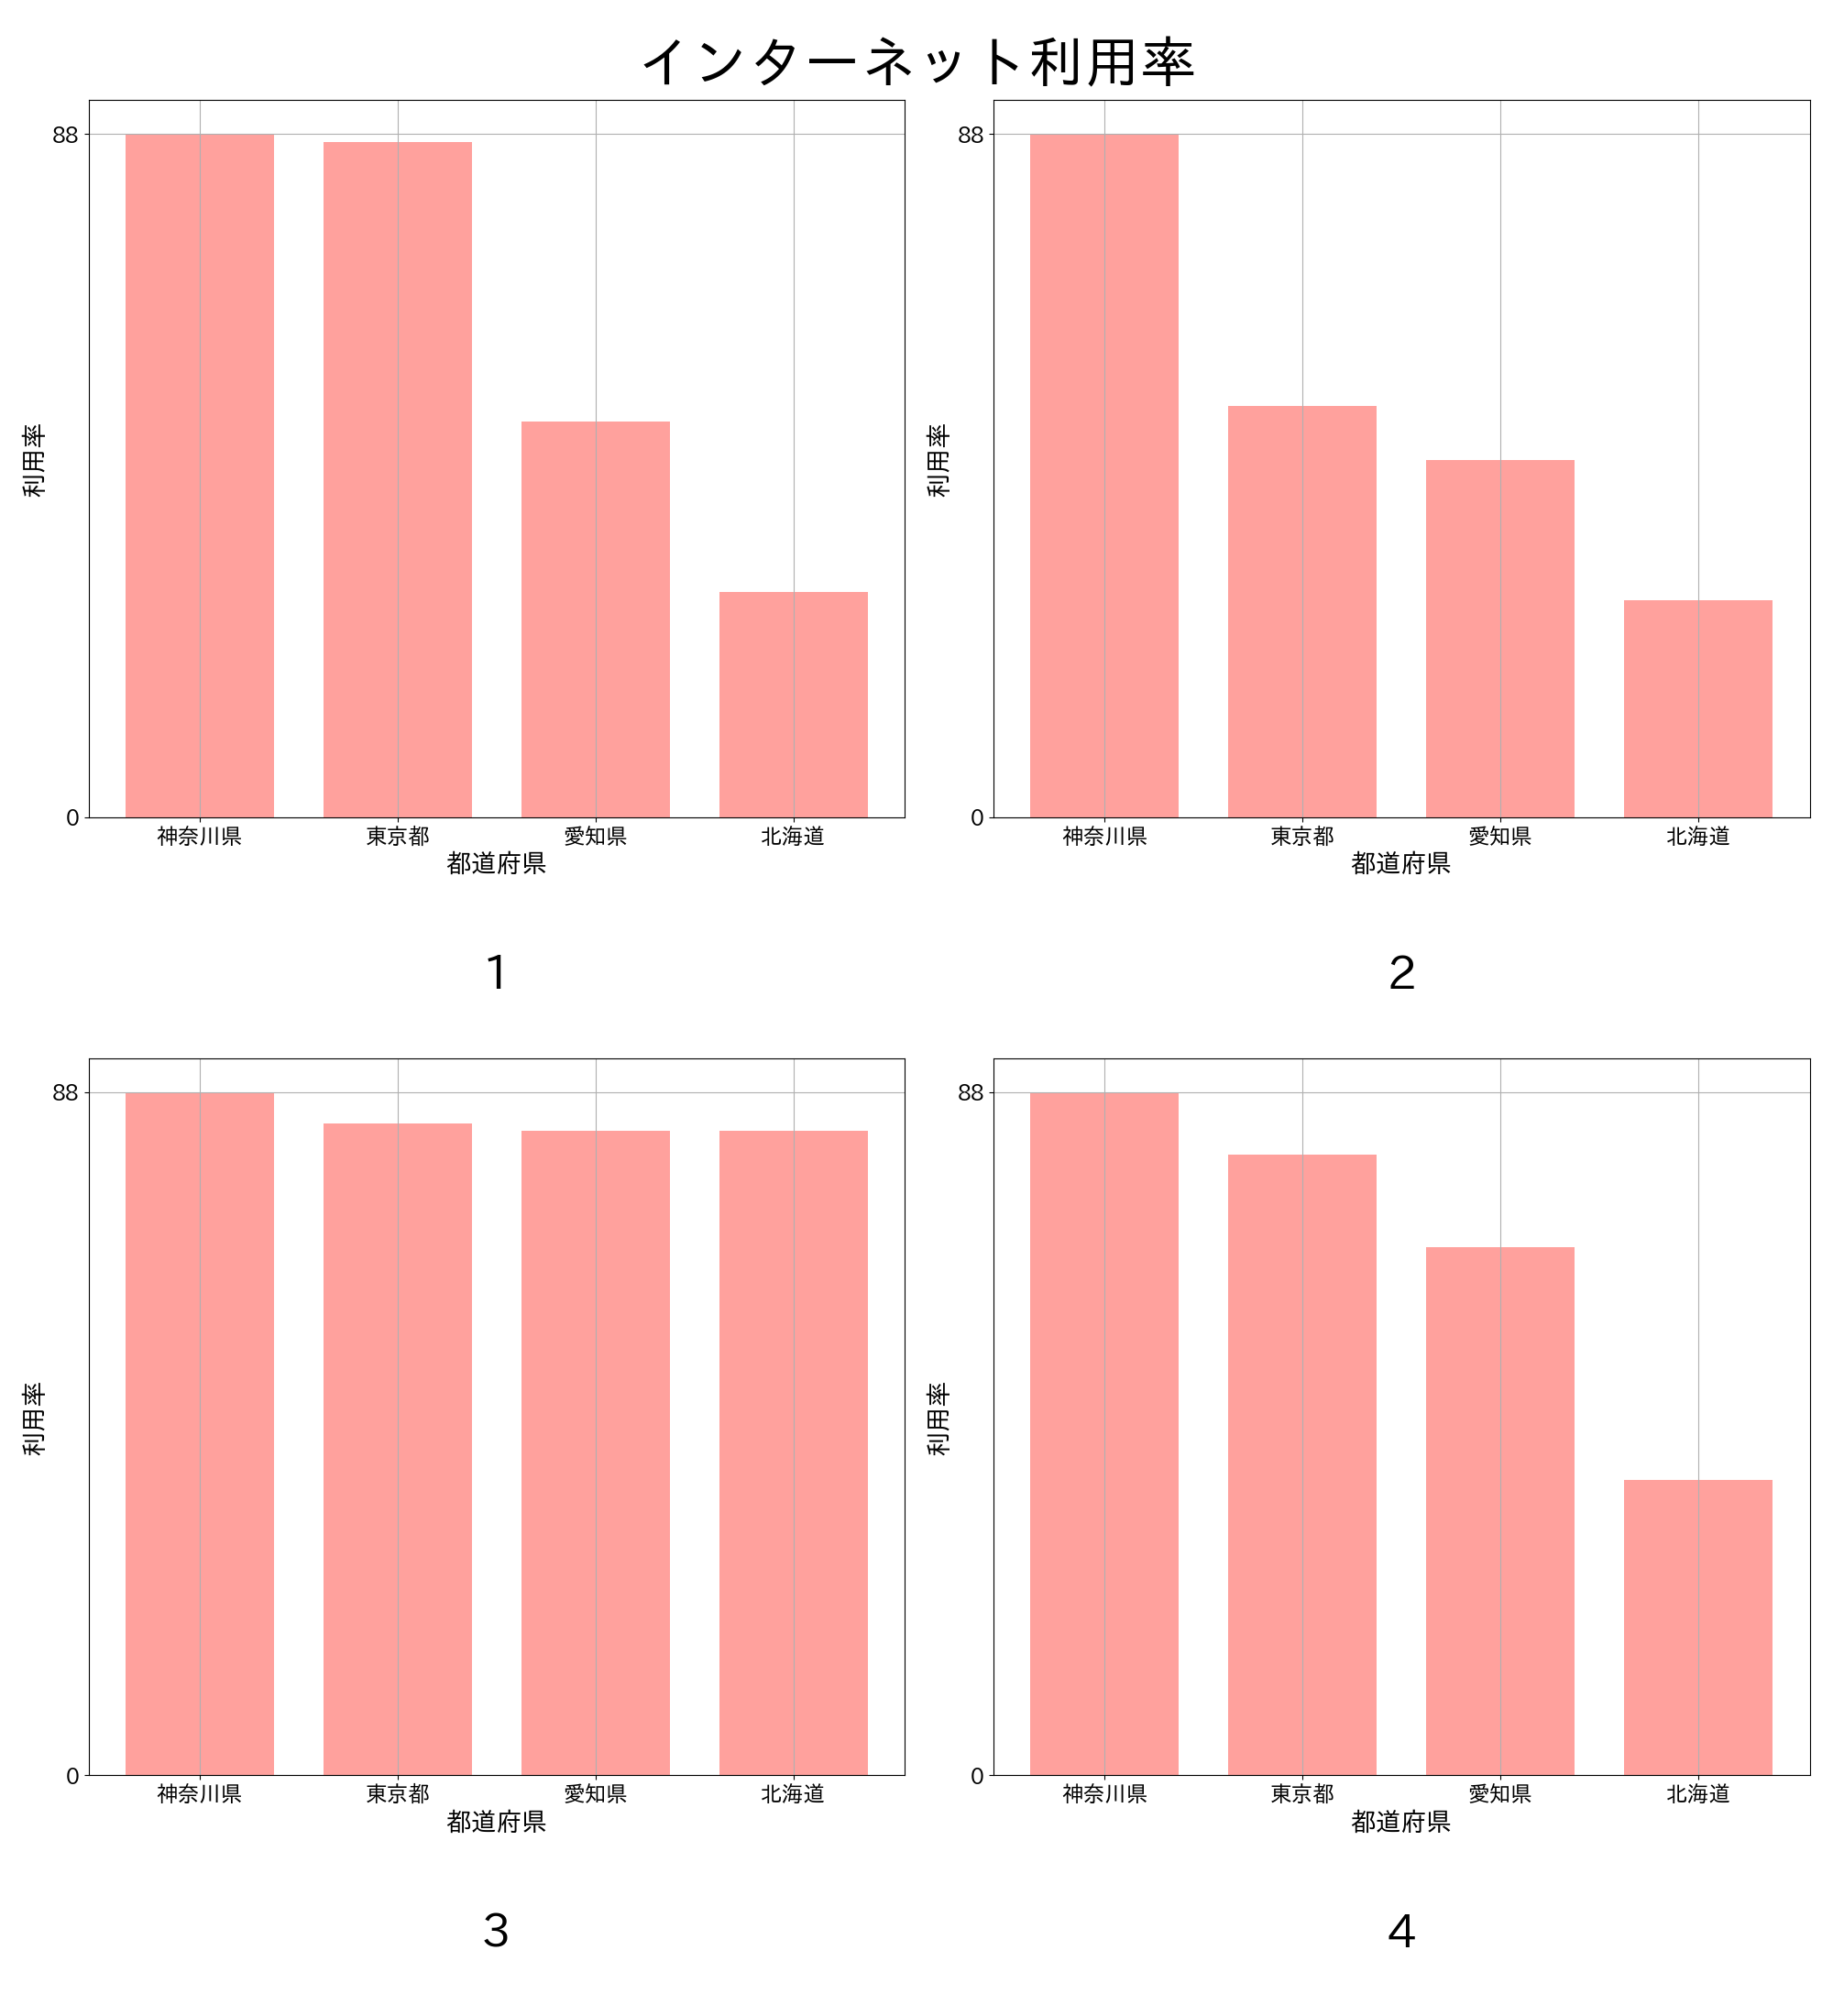 インターネット利用率
88
0
利用率
神奈川県 東京都 愛知県 北海道
都道府県
1
88
0
利用率
神奈川県 東京都 愛知県 北海道
都道府県
2
88
0
利用率
神奈川県 東京都 愛知県 北海道
都道府県
3
88
0
利用率
神奈川県 東京都 愛知県 北海道
都道府県
4